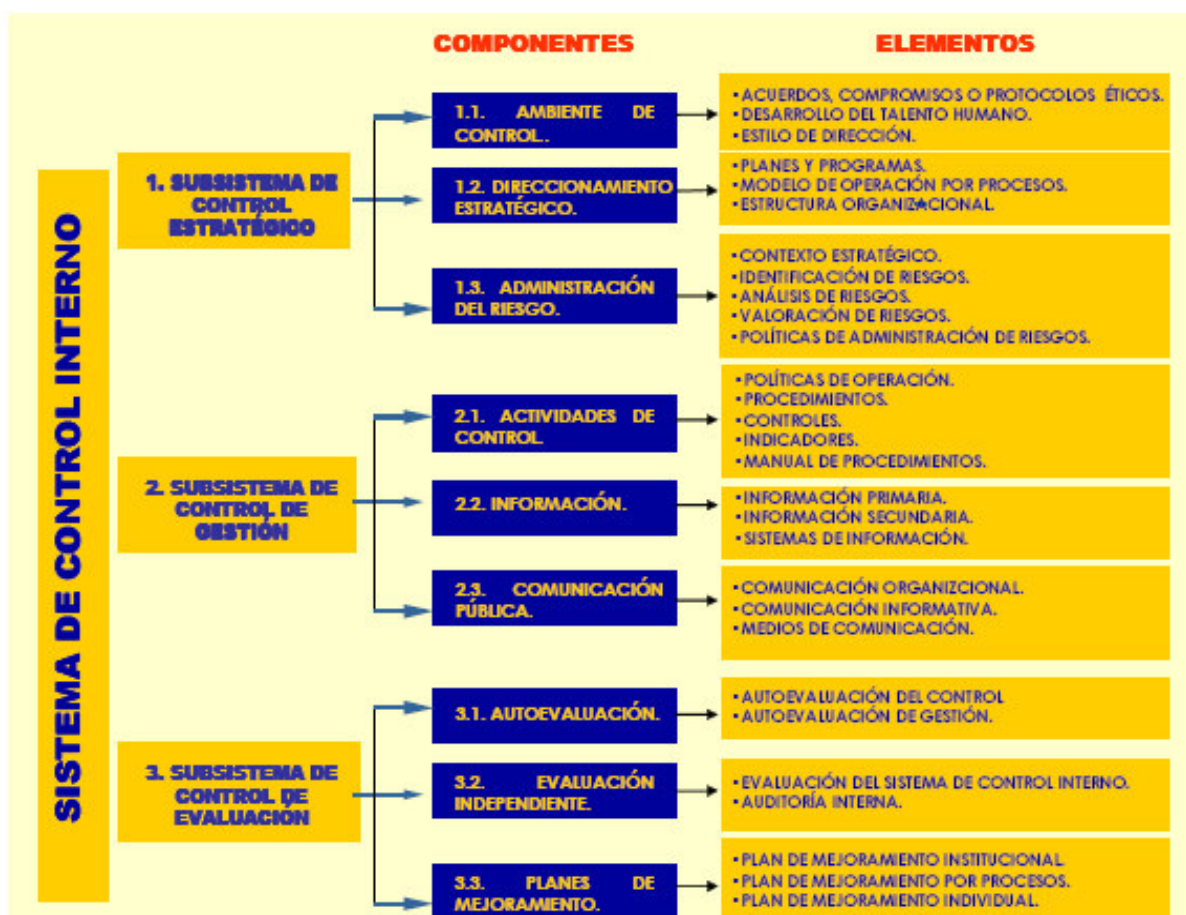 COMPONENTES
ELEMENTOS
SISTEMA DE CONTROL INTERNO
1. SUBSISTEMA DE
CONTROL
ESTRATÉGICO
1.1. AMBIENTE DE
CONTROL..
▪ACUERDOS, COMPROMISOS O PROTOCOLOS ÉTICOS.
▪DESARROLLO DEL TALENTO HUMANO.
▪ESTILO DE DIRECCIÓN.
1.2. DIRECCIONAMIENTO
ESTRATÉGICO.
▪PLANES Y PROGRAMAS.
▪MODELO DE OPERACIÓN POR PROCESOS.
▪ESTRUCTURA ORGANIZACIONAL.
1.3. ADMINISTRACIÓN
DEL RIESGO.
▪CONTEXTO ESTRATÉGICO.
▪IDENTIFICACIÓN DE RIESGOS.
▪ANÁLISIS DE RIESGOS.
▪VALORACIÓN DE RIESGOS.
▪POLÍTICAS DE ADMINISTRACIÓN DE RIESGOS.
2. SUBSISTEMA DE
CONTROL DE
GESTIÓN
2.1. ACTIVIDADES DE
CONTROL.
▪POLÍTICAS DE OPERACIÓN.
▪PROCEDIMIENTOS.
▪CONTROLES.
▪INDICADORES.
▪MANUAL DE PROCEDIMIENTOS.
2.2. INFORMACIÓN.
▪INFORMACIÓN PRIMARIA.
▪INFORMACIÓN SECUNDARIA.
▪SISTEMAS DE INFORMACIÓN.
2.3. COMUNICACIÓN
PÚBLICA.
▪COMUNICACIÓN ORGANIZCIONAL.
▪COMUNICACIÓN INFORMATIVA.
▪MEDIOS DE COMUNICACIÓN.
3. SUBSISTEMA DE
CONTROL DE
EVALUACIÓN
3.1. AUTOEVALUACIÓN.
▪AUTOEVALUACIÓN DEL CONTROL
▪AUTOEVALUACIÓN DE GESTIÓN.
3.2. EVALUACIÓN
INDEPENDIENTE.
▪EVALUACIÓN DEL SISTEMA DE CONTROL INTERNO.
▪AUDITORÍA INTERNA.
3.3. PLANES DE
MEJORAMIENTO.
▪PLAN DE MEJORAMIENTO INSTITUCIONAL
▪PLAN DE MEJORAMIENTO POR PROCESOS.
▪PLAN DE MEJORAMIENTO INDIVIDUAL.